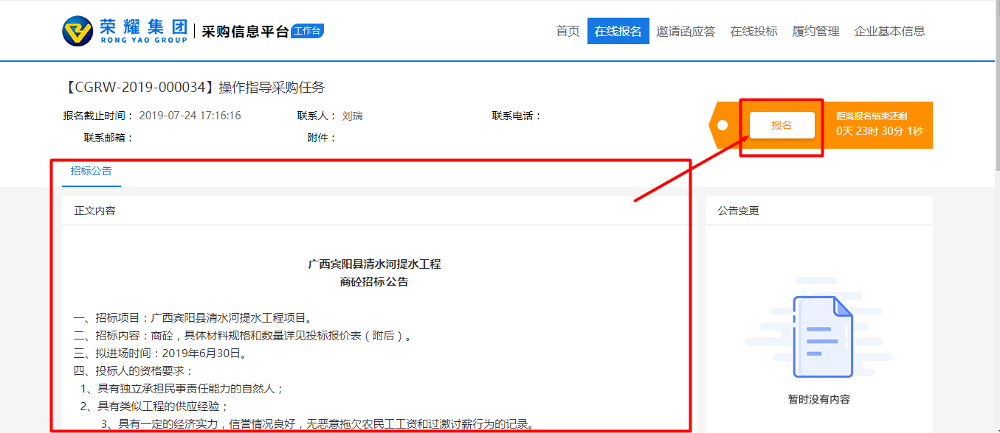 荣耀集团
RONG YAO GROUP
采购信息平台 工作台
首页 在线报名 邀请函应答 在线投标 履约管理 企业基本信息
【CGRW-2019-000034】操作指导采购任务
报名截止时间： 2019-07-24 17:16:16 联系人： 刘瑞 联系电话：
联系邮箱： 附件：
报名
距离报名结束还剩
0天 23时 30分 1秒
招标公告
正文内容
广西宾阳县清水河提水工程
商砼招标公告
一、招标项目：广西宾阳县清水河提水工程项目。
二、招标内容：商砼，具体材料规格和数量详见投标报价表（附后）。
三、拟进场时间：2019年6月30日。
四、投标人的资格要求：
1、具有独立承担民事责任能力的自然人；
2、具有类似工程的供应经验；
3、具有一定的经济实力，信誉情况良好，无恶意拖欠农民工工资和过激讨薪行为的记录。
公告变更
暂时没有内容